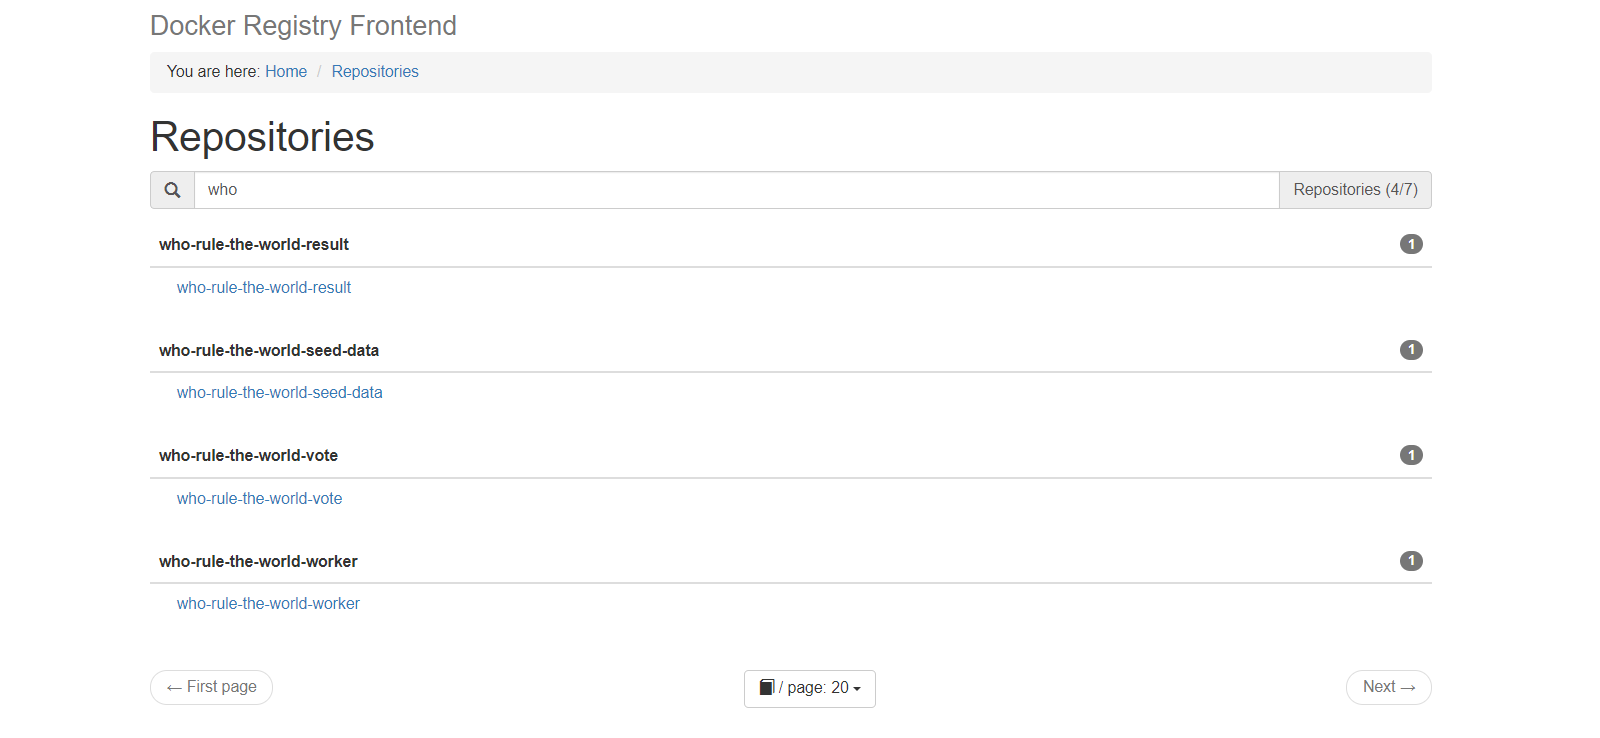 Docker Registry Frontend
You are here: Home / Repositories
Repositories
who Repositories (4/7)
who-rule-the-world-result 1
who-rule-the-world-result
who-rule-the-world-seed-data 1
who-rule-the-world-seed-data
who-rule-the-world-vote 1
who-rule-the-world-vote
who-rule-the-world-worker 1
who-rule-the-world-worker
← First page / page: 20 Next →